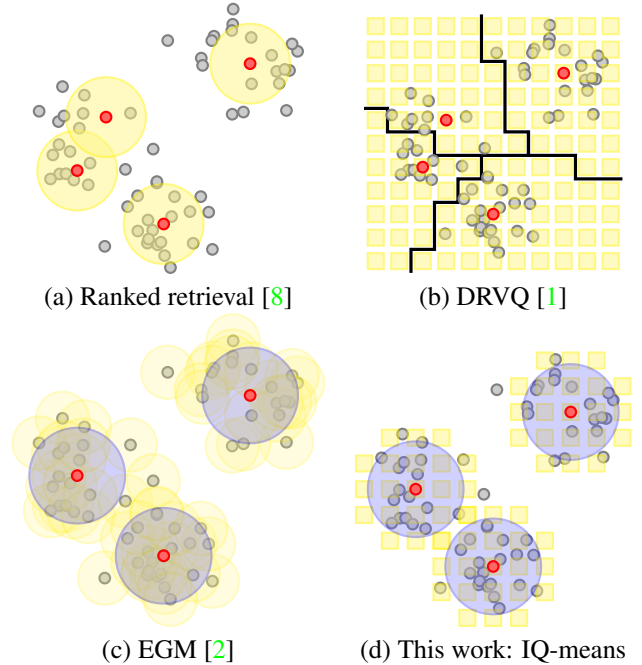 (a) Ranked retrieval [8]
(b) DRVQ [1]
(c) EGM [2]
(d) This work: IQ-means